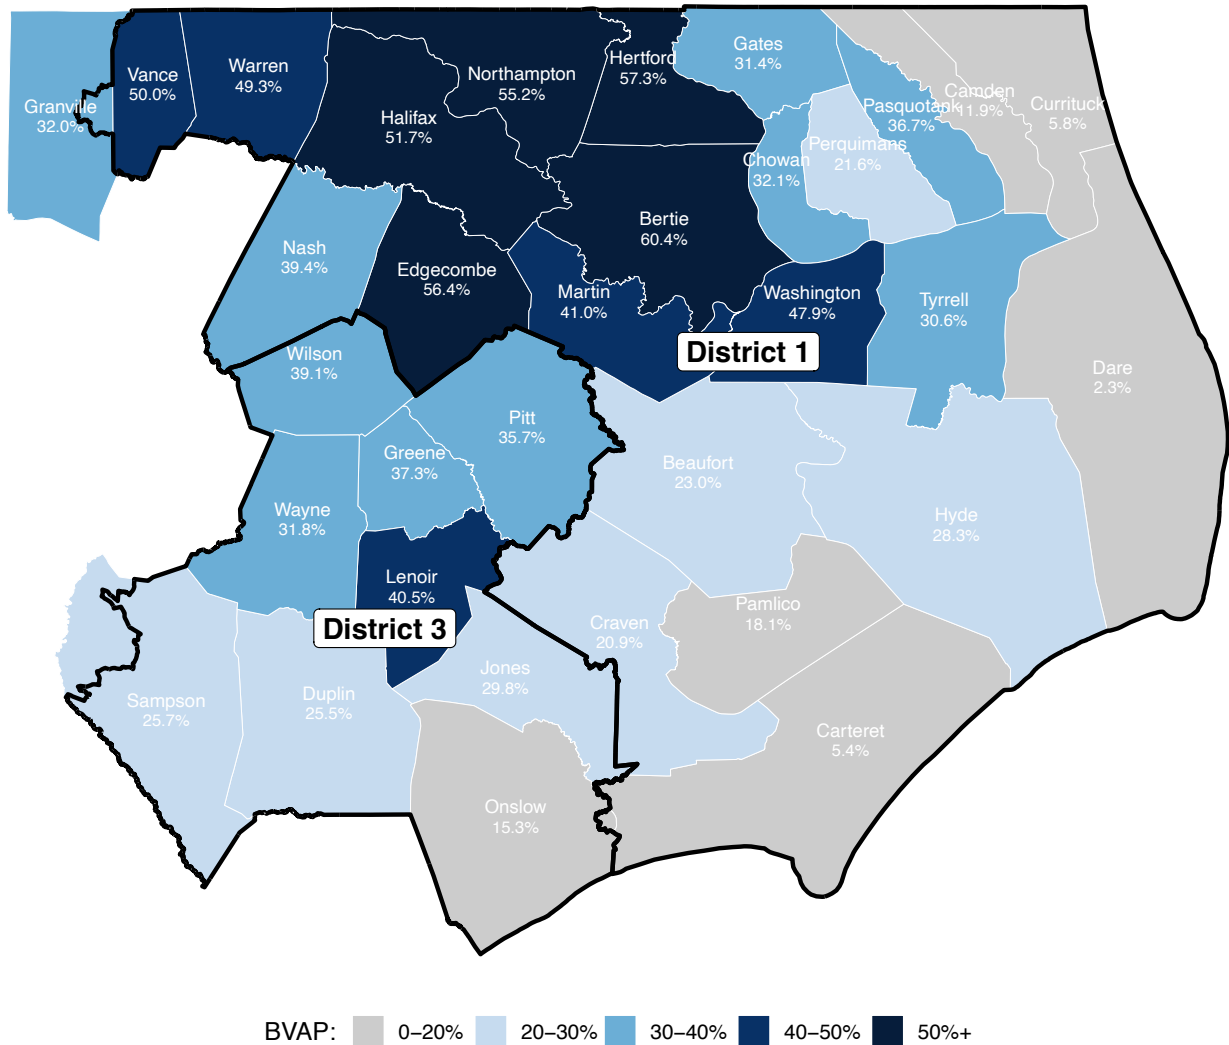 Granville
32.0%
Vance
50.0%
Warren
49.3%
Halifax
51.7%
Northampton
55.2%
Hertford
57.3%
Gates
31.4%
Pasquotank
36.7%
Camden
11.9%
Currituck
5.8%
Perquimans
21.6%
Chowan
32.1%
Bertie
60.4%
Nash
39.4%
Edgecombe
56.4%
Martin
41.0%
Washington
47.9%
Tyrrell
30.6%
District 1
Dare
2.3%
Wilson
39.1%
Pitt
35.7%
Greene
37.3%
Beaufort
23.0%
Wayne
31.8%
Hyde
28.3%
Lenoir
40.5%
District 3
Craven
20.9%
Pamlico
18.1%
Jones
29.8%
Sampson
25.7%
Duplin
25.5%
Carteret
5.4%
Onslow
15.3%
BVAP: 0–20% 20–30% 30–40% 40–50% 50%+